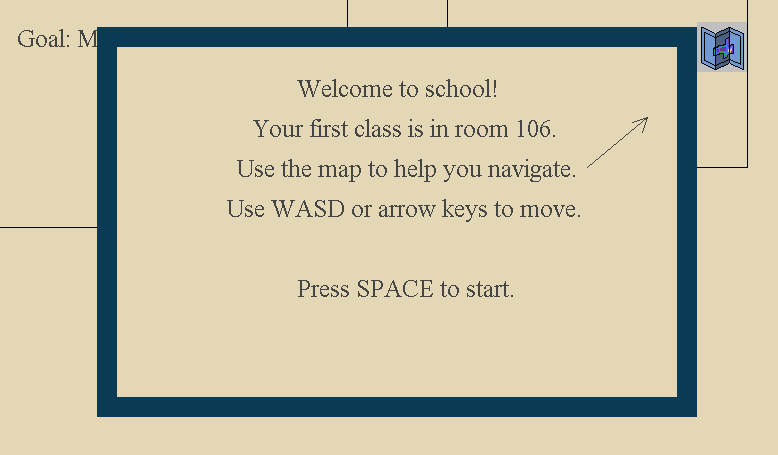 Goal: M
Welcome to school!
Your first class is in room 106.
Use the map to help you navigate.
Use WASD or arrow keys to move.
Press SPACE to start.